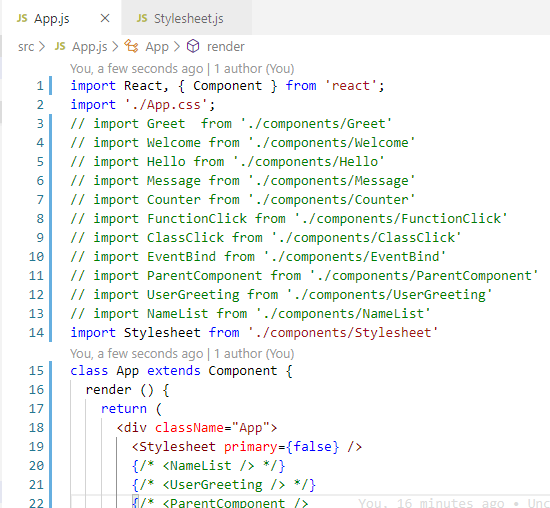 JS App.js ×
JS Stylesheet.js
src > JS App.js > App > render
You, a few seconds ago | 1 author (You)
1 import React, { Component } from 'react';
2 import './App.css';
3 // import Greet  from './components/Greet'
4 // import Welcome from './components/Welcome'
5 // import Hello from './components/Hello'
6 // import Message from './components/Message'
7 // import Counter from './components/Counter'
8 // import FunctionClick from './components/FunctionClick'
9 // import ClassClick from './components/ClassClick'
10 // import EventBind from './components/EventBind'
11 // import ParentComponent from './components/ParentComponent'
12 // import UserGreeting from './components/UserGreeting'
13 // import NameList from './components/NameList'
14 import Stylesheet from './components/Stylesheet'
You, a few seconds ago | 1 author (You)
15 class App extends Component {
16 render () {
17 return (
18 <div className="App">
19 <Stylesheet primary={false} />
20 {/* <NameList /> */}
21 {/* <UserGreeting /> */}
22 {/* <ParentComponent /> You, 16 minutes ago • Unc